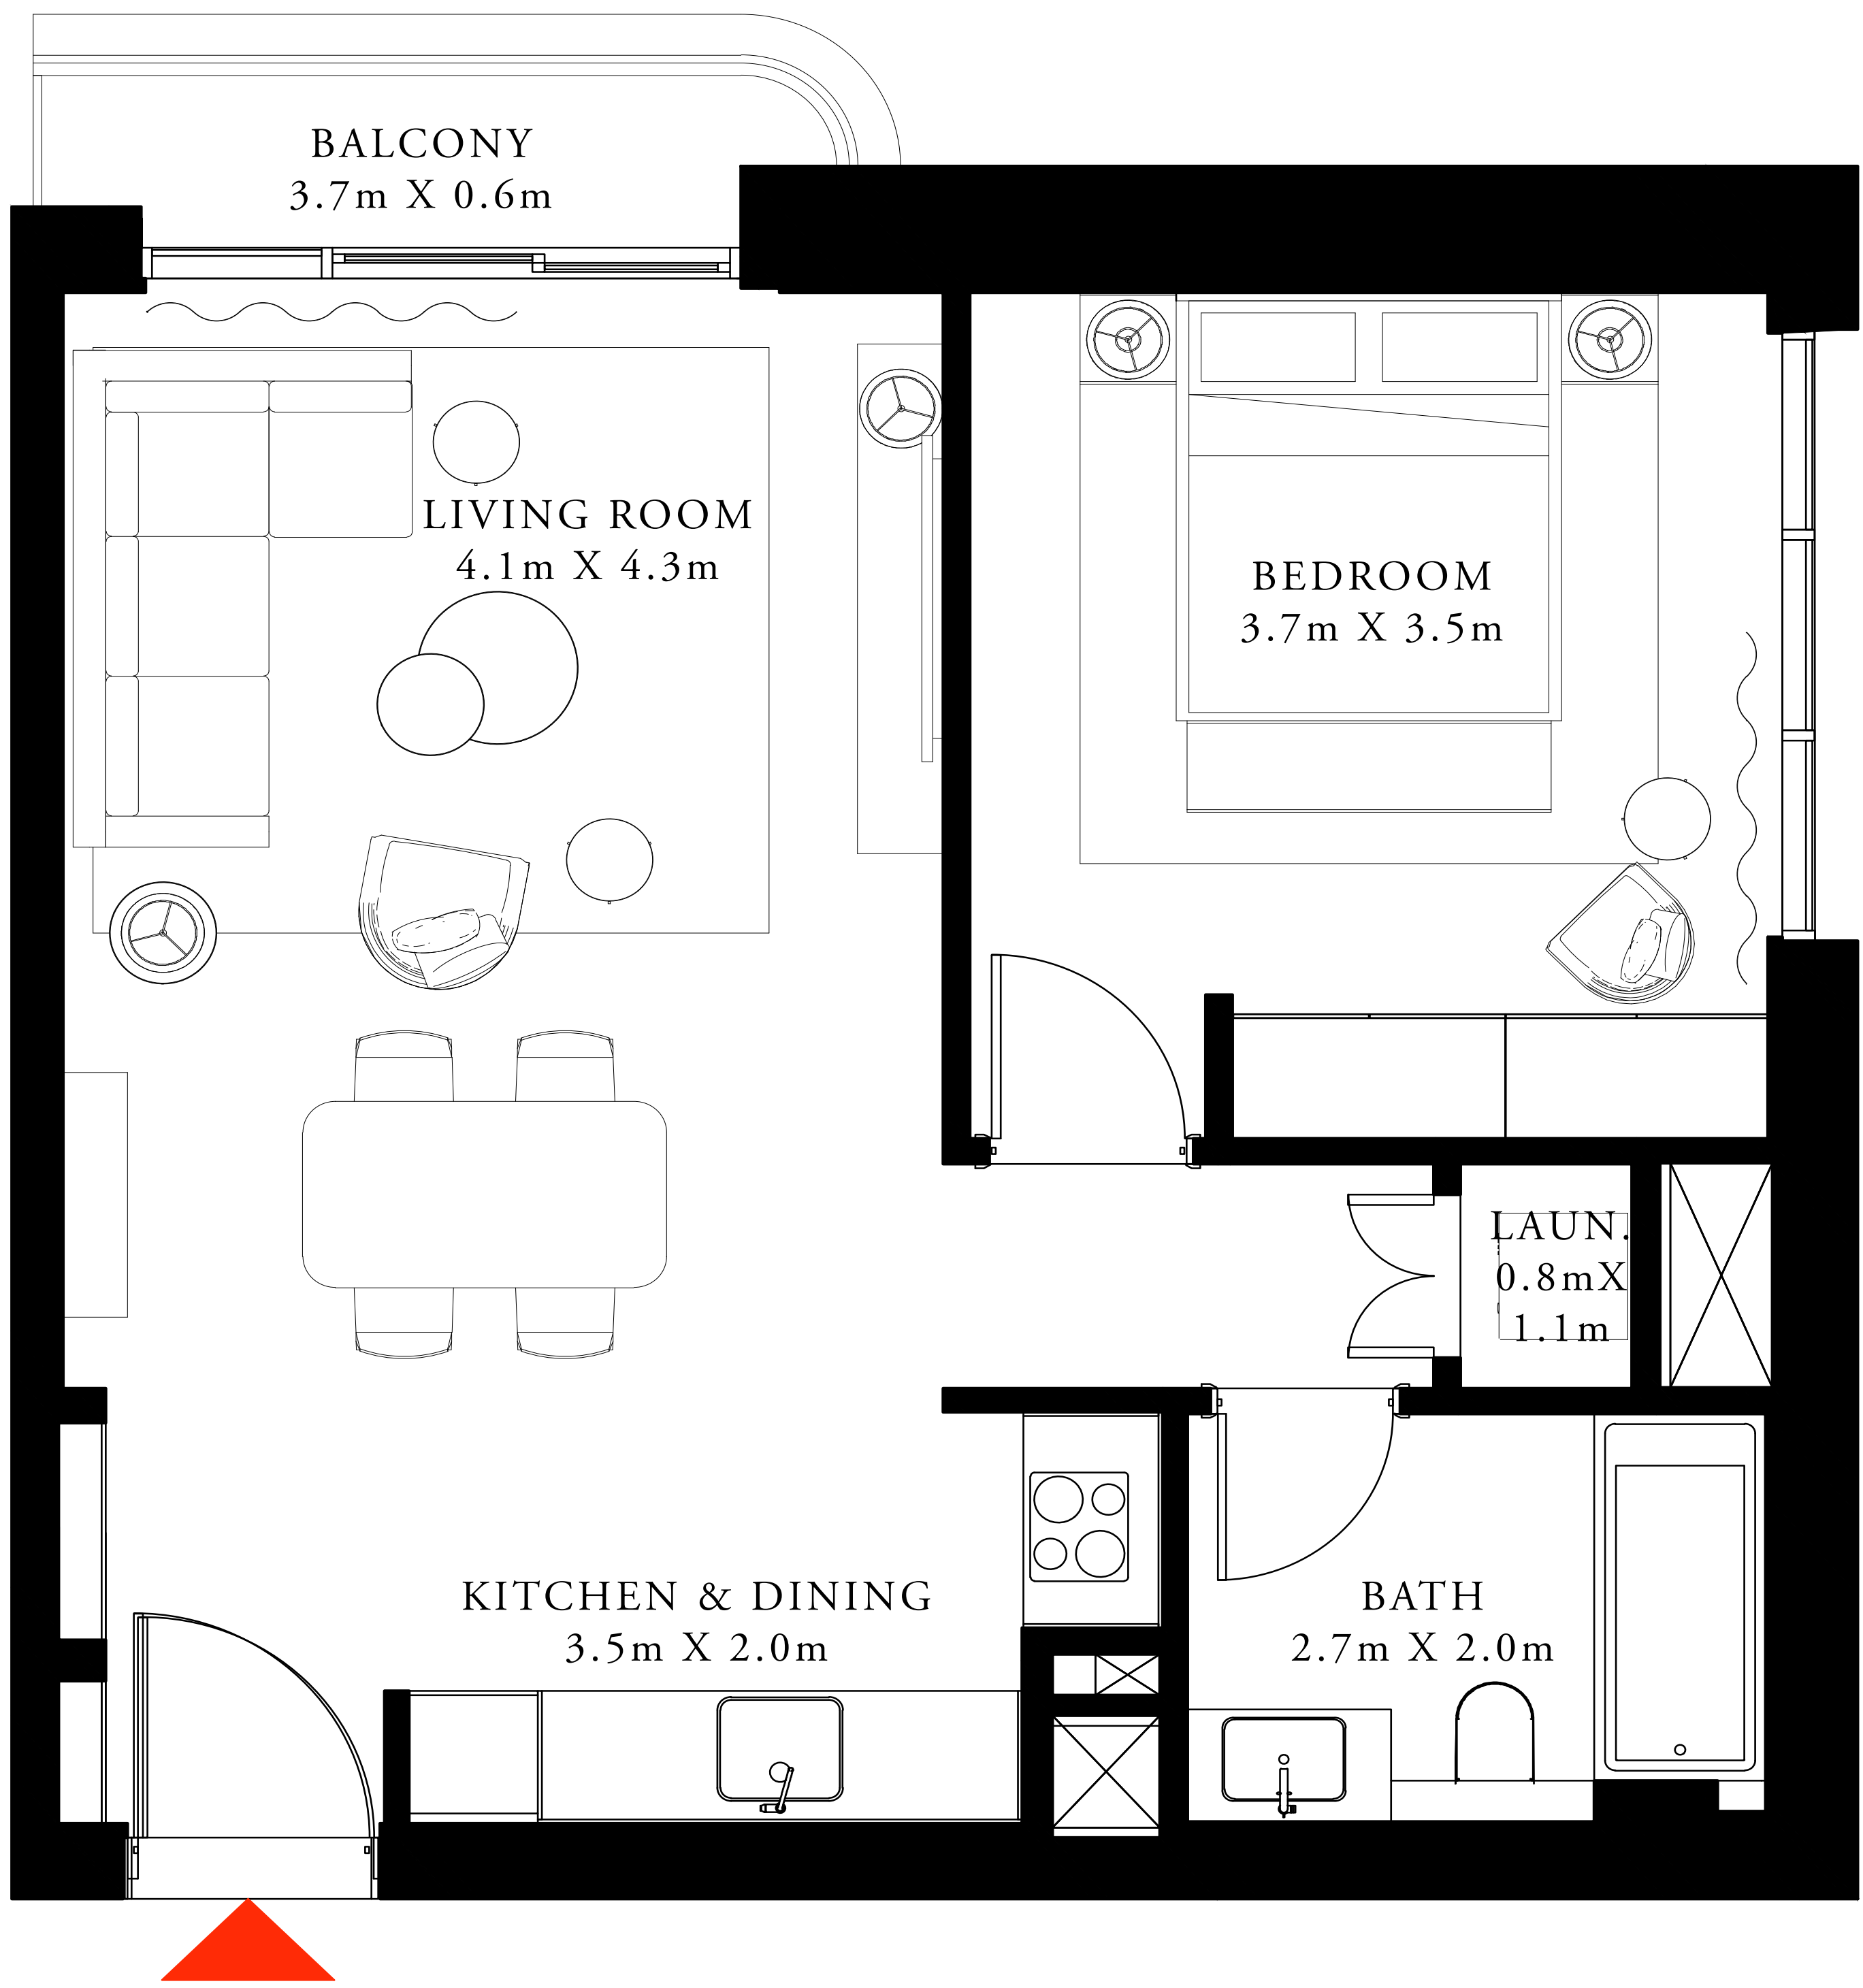 BALCONY
3.7m X 0.6m
LIVING ROOM
4.1m X 4.3m
BEDROOM
3.7m X 3.5m
LAUN.
0.8mX
1.1m
KITCHEN & DINING
3.5m X 2.0m
BATH
2.7m X 2.0m